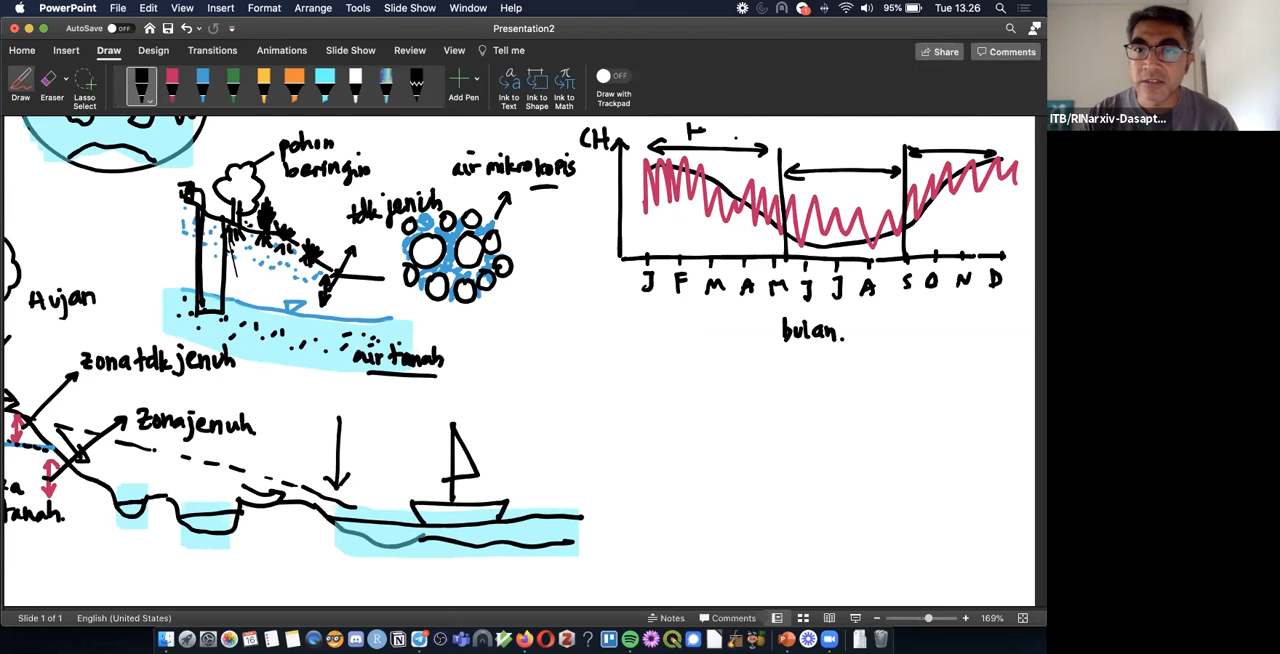 PowerPoint File Edit View Insert Format Arrange Tools Slide Show Window Help 95% Tue 13.26
AutoSave OFF Presentation2
Home Insert Draw Design Transitions Animations Slide Show Review View Tell me Share Comments
Draw Eraser Lasso Select Add Pen Ink to Text Ink to Shape Ink to Math Draw with Trackpad OFF
ITB/RINarxiv-Dasapt...
pohon
beringin
air mikrokopis
tdk jenuh
Hujan
air tanah
zona tdk jenuh
Zona jenuh
tanah.
CH
J F M A M J J A S O N D
bulan.
Slide 1 of 1 English (United States) Notes Comments 169%